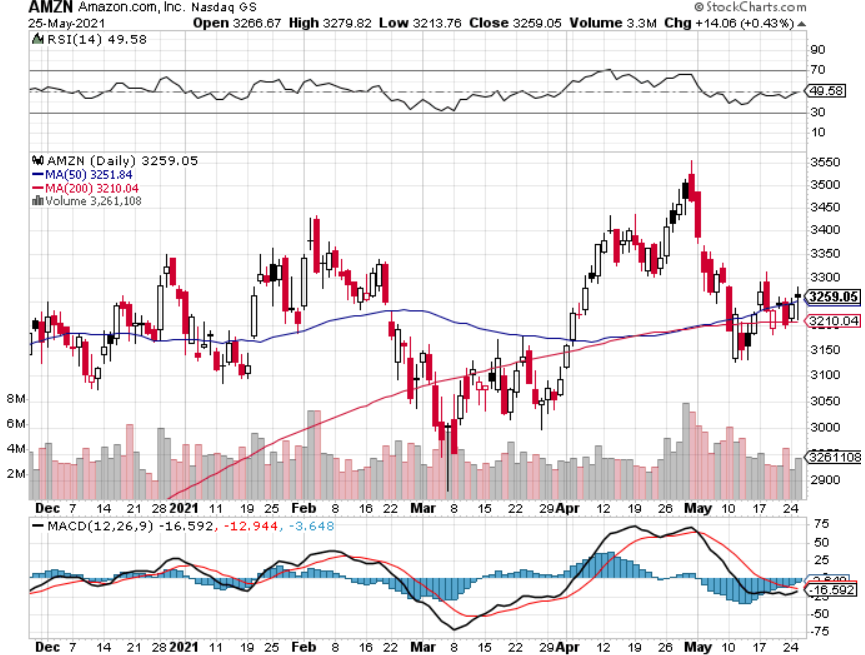 AMZN Amazon.com, Inc. Nasdaq GS © StockCharts.com
25-May-2021 Open 3266.67 High 3279.82 Low 3213.76 Close 3259.05 Volume 3.3M Chg +14.06 (+0.43%)
RSI(14) 49.58
90
70
49.58
30
10
AMZN (Daily) 3259.05
MA(50) 3251.84
MA(200) 3210.04
Volume 3,261,108
3550
3500
3450
3400
3350
3300
3259.05
3210.04
3150
3100
3050
3000
3261108
2900
8M
6M
4M
2M
Dec 7 14 21 28 2021 11 19 25 Feb 8 16 22 Mar 8 15 22 29 Apr 12 19 26 May 10 17 24
MACD(12,26,9) -16.592, -12.944, -3.648
75
50
25
-16.592
-50
-75
Dec 7 14 21 28 2021 11 19 25 Feb 8 16 22 Mar 8 15 22 29 Apr 12 19 26 May 10 17 24